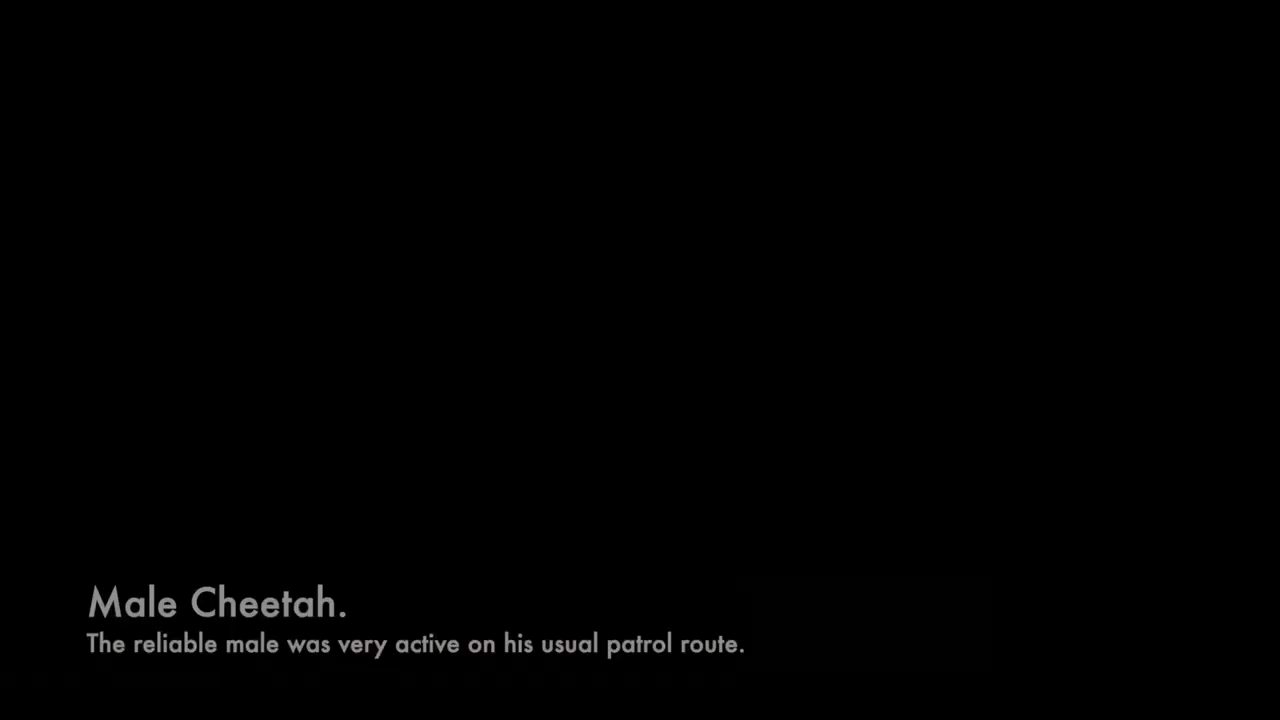 Male Cheetah.
The reliable male was very active on his usual patrol route.